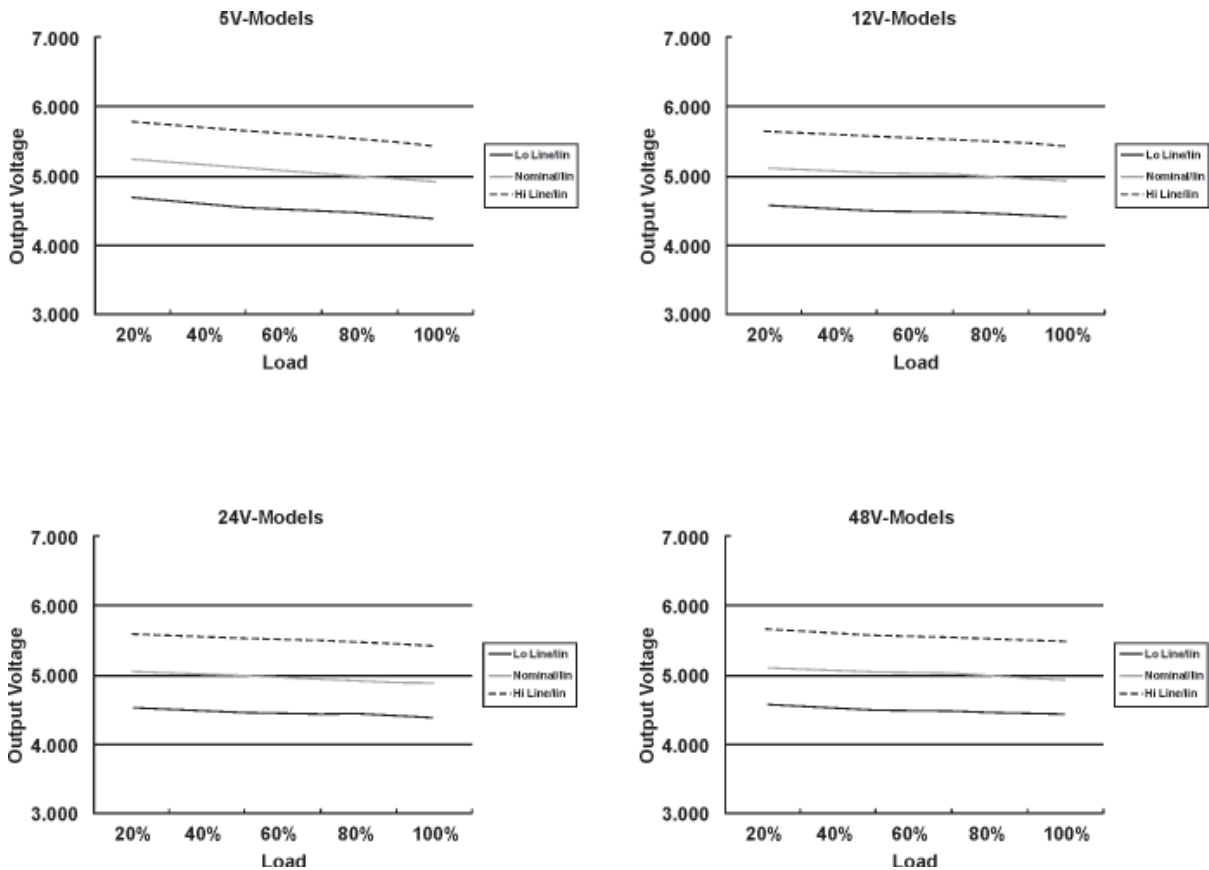 5V-Models
7.000
6.000
5.000
4.000
3.000
Output Voltage
20% 40% 60% 80% 100%
Load
Lo Line/Iin
Nominal/Iin
Hi Line/Iin
12V-Models
7.000
6.000
5.000
4.000
3.000
Output Voltage
20% 40% 60% 80% 100%
Load
Lo Line/Iin
Nominal/Iin
Hi Line/Iin
24V-Models
7.000
6.000
5.000
4.000
3.000
Output Voltage
20% 40% 60% 80% 100%
Load
Lo Line/Iin
Nominal/Iin
Hi Line/Iin
48V-Models
7.000
6.000
5.000
4.000
3.000
Output Voltage
20% 40% 60% 80% 100%
Load
Lo Line/Iin
Nominal/Iin
Hi Line/Iin